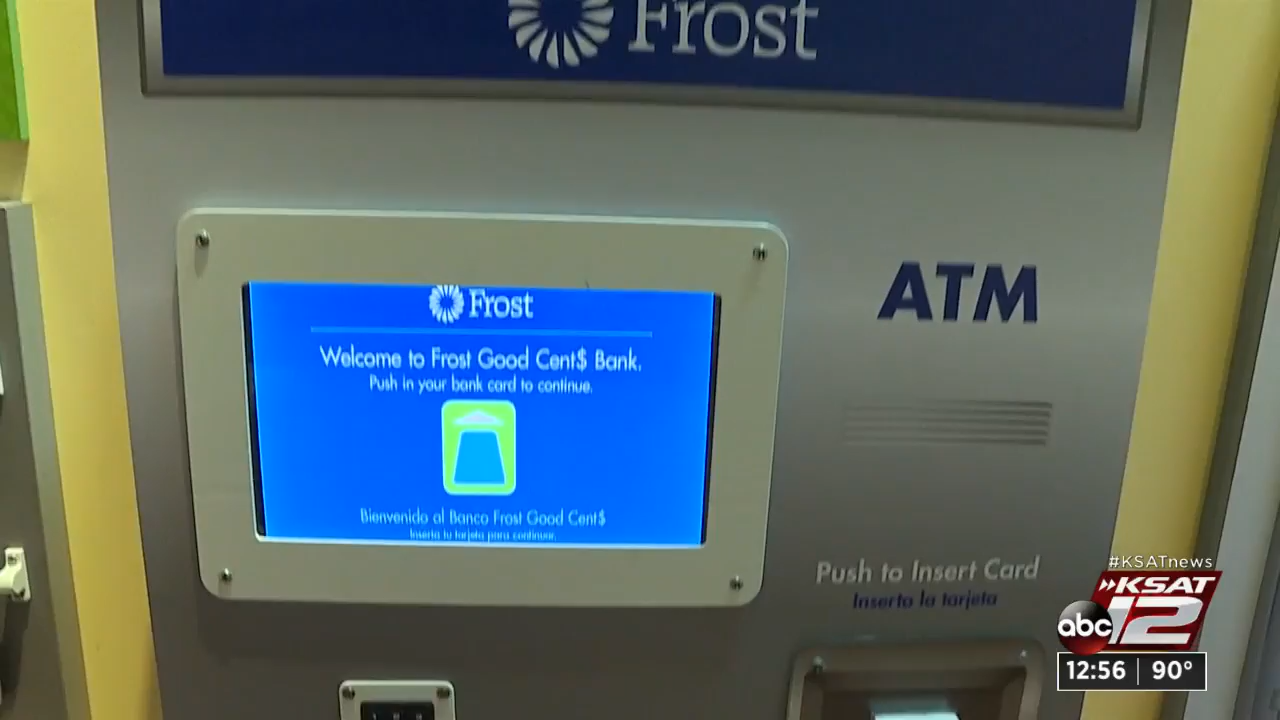 Frost
Frost
Welcome to Frost Good Cent$ Bank.
Push in your bank card to continue.
Bienvenido al Banco Frost Good Cent$
Inserta tu tarjeta para continuar.
ATM
Push to Insert Card
Inserta la tarjeta
#KSATnews
KSAT
abc 12
12:56 90°